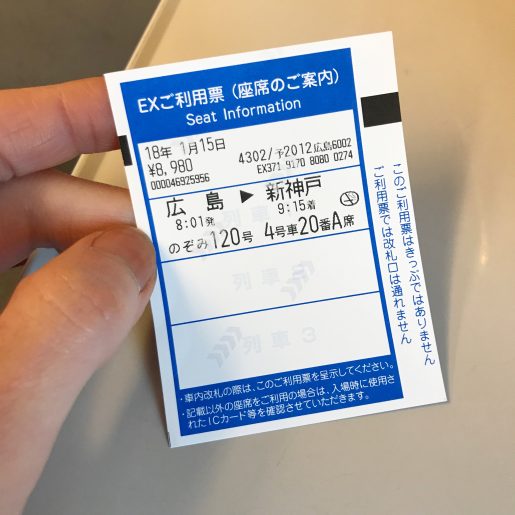 EXご利用票（座席のご案内）
Seat Information
18年 1月15日
¥8,980
4302/予2012広島6002
000046925956
EX371 9170 8080 0274
広 島 ▶ 新神戸
8:01発 9:15着
のぞみ120号 4号車20番A席
列車 2
列車 3
・車内改札の際は、このご利用票を呈示してください。
・記載以外の座席をご利用の場合は、入場時に使用さ
れたICカード等を確認させていただきます。
このご利用票はきっぷではありません
ご利用票では改札口は通れません